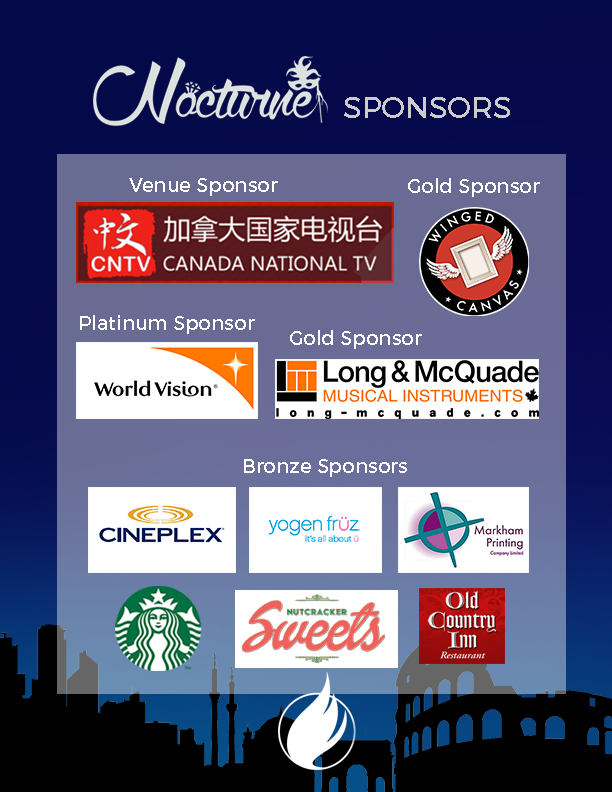 Nocturne SPONSORS
Venue Sponsor
Gold Sponsor
中文
CNTV
加拿大国家电视台
CANADA NATIONAL TV
WINGED
CANVAS
Platinum Sponsor
Gold Sponsor
World Vision®
Long & McQuade
MUSICAL INSTRUMENTS
long-mcquade.com
Bronze Sponsors
CINEPLEX
yogen früz
it's all about ü
Markham
Printing
Company Limited
NUTCRACKER
Sweets
Old
Country
Inn
Restaurant